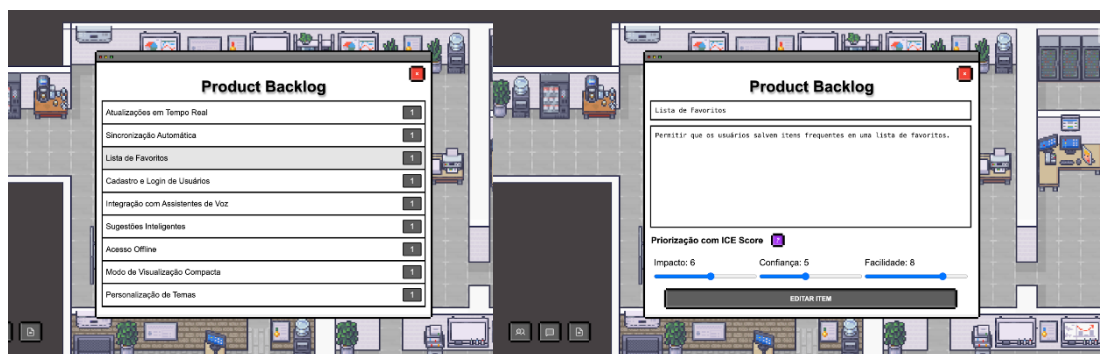 Product Backlog
Atualizações em Tempo Real 1
Sincronização Automática 1
Lista de Favoritos 1
Cadastro e Login de Usuários 1
Integração com Assistentes de Voz 1
Sugestões Inteligentes 1
Acesso Offline 1
Modo de Visualização Compacta 1
Personalização de Temas 1
Product Backlog
Lista de Favoritos
Permitir que os usuários salvem itens frequentes em uma lista de favoritos.
Priorização com ICE Score ?
Impacto: 6 Confiança: 5 Facilidade: 8
EDITAR ITEM